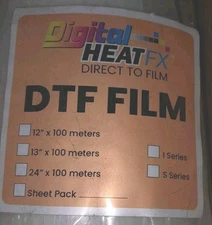 Digital
HEAT FX
DIRECT TO FILM
DTF FILM
12" x 100 meters
13" x 100 meters
24" x 100 meters
Sheet Pack
1 Series
S Series